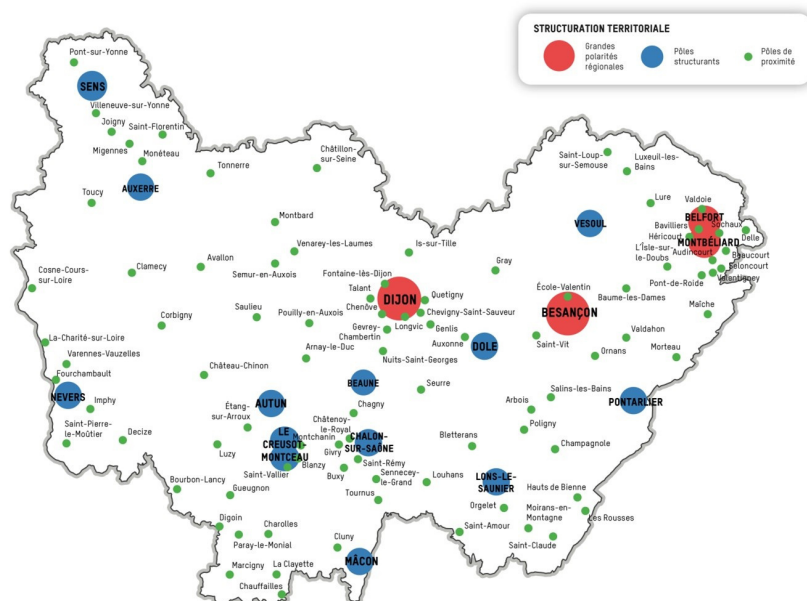 STRUCTURATION TERRITORIALE
Grandes
polarités
régionales
Pôles
structurants
Pôles de
proximité
Pont-sur-Yonne
SENS
Villeneuve-sur-Yonne
Joigny
Saint-Florentin
Migennes
Monéteau
AUXERRE
Toucy
Tonnerre
Châtillon-
sur-Seine
Montbard
Venarey-les-Laumes
Is-sur-Tille
Semur-en-Auxois
Avallon
Clamecy
Cosne-Cours-
sur-Loire
Saint-Loup-
sur-Semouse
Luxeuil-les-
Bains
Lure
VESOUL
Valdoie
BELFORT
Bavilliers
Sochaux
Héricourt
MONTBÉLIARD
Delle
L'Isle-sur-
le-Doubs
Audincourt
Beaucourt
Seloncourt
Valentigney
Pont-de-Roide
Gray
Fontaine-lès-Dijon
Talant
DIJON
Quetigny
Chenôve
Chevigny-Saint-Sauveur
Gevrey-
Chambertin
Longvic
Genlis
Auxonne
École-Valentin
BESANÇON
Baume-les-Dames
Maîche
Saint-Vit
Valdahon
Ornans
Morteau
Corbigny
Saulieu
Pouilly-en-Auxois
Arnay-le-Duc
Nuits-Saint-Georges
DOLE
La-Charité-sur-Loire
Varennes-Vauzelles
Fourchambault
NEVERS
Imphy
Saint-Pierre-
le-Moûtier
Decize
Château-Chinon
BEAUNE
Seurre
AUTUN
Étang-
sur-Arroux
Chagny
Châtenoy-
le-Royal
LE
CREUSOT-
MONTCEAU
Montchanin
CHALON-
SUR-SAÔNE
Givry
Luzy
Blanzy
Saint-Vallier
Buxy
Saint-Rémy
Sennecey-
le-Grand
Bourbon-Lancy
Gueugnon
Tournus
Louhans
Bletterans
Salins-les-Bains
Arbois
Poligny
PONTARLIER
Champagnole
LONS-LE-
SAUNIER
Orgelet
Hauts de Bienne
Moirans-en-
Montagne
Les Rousses
Saint-Amour
Saint-Claude
Digoin
Charolles
Paray-le-Monial
Cluny
MÂCON
Marcigny
La Clayette
Chauffailles